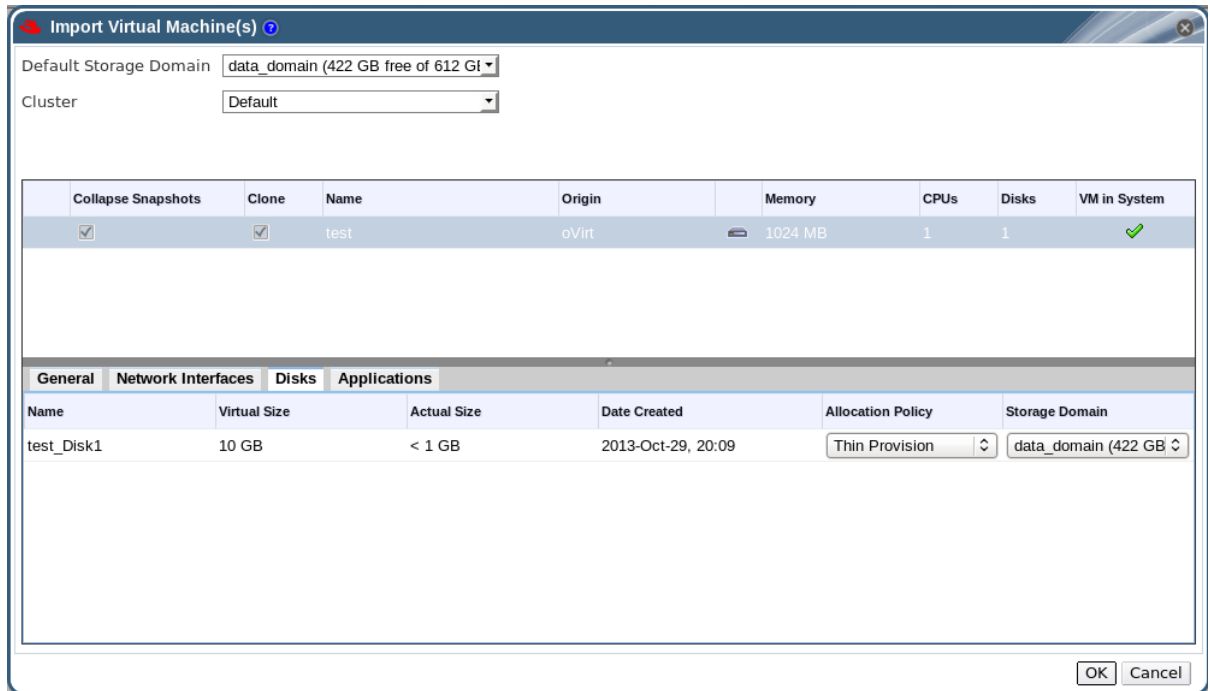 Import Virtual Machine(s) ?
Default Storage Domain data_domain (422 GB free of 612 GB
Cluster Default
Collapse Snapshots Clone Name Origin Memory CPUs Disks VM in System
test oVirt 1024 MB 1 1
General Network Interfaces Disks Applications
Name Virtual Size Actual Size Date Created Allocation Policy Storage Domain
test_Disk1 10 GB < 1 GB 2013-Oct-29, 20:09 Thin Provision data_domain (422 GB
OK Cancel